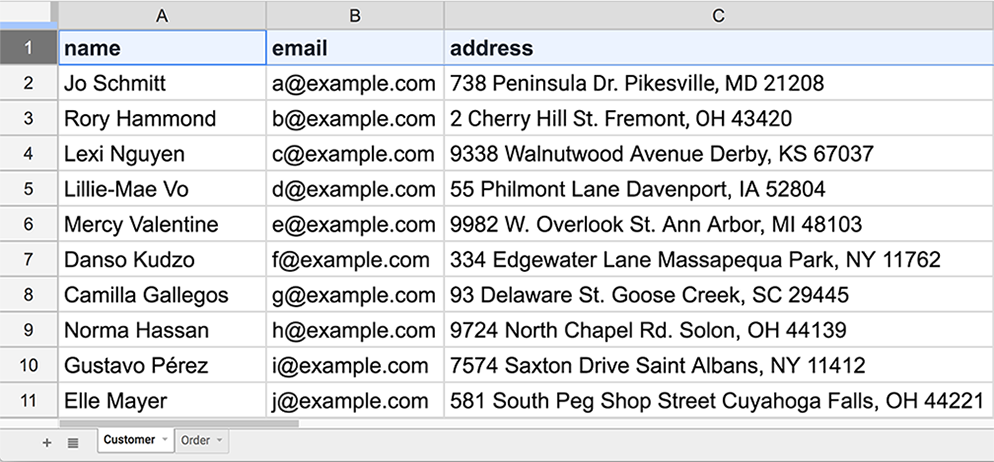 A B C
1 name email address
2 Jo Schmitt a@example.com 738 Peninsula Dr. Pikesville, MD 21208
3 Rory Hammond b@example.com 2 Cherry Hill St. Fremont, OH 43420
4 Lexi Nguyen c@example.com 9338 Walnutwood Avenue Derby, KS 67037
5 Lillie-Mae Vo d@example.com 55 Philmont Lane Davenport, IA 52804
6 Mercy Valentine e@example.com 9982 W. Overlook St. Ann Arbor, MI 48103
7 Danso Kudzo f@example.com 334 Edgewater Lane Massapequa Park, NY 11762
8 Camilla Gallegos g@example.com 93 Delaware St. Goose Creek, SC 29445
9 Norma Hassan h@example.com 9724 North Chapel Rd. Solon, OH 44139
10 Gustavo Pérez i@example.com 7574 Saxton Drive Saint Albans, NY 11412
11 Elle Mayer j@example.com 581 South Peg Shop Street Cuyahoga Falls, OH 44221
+ Customer Order